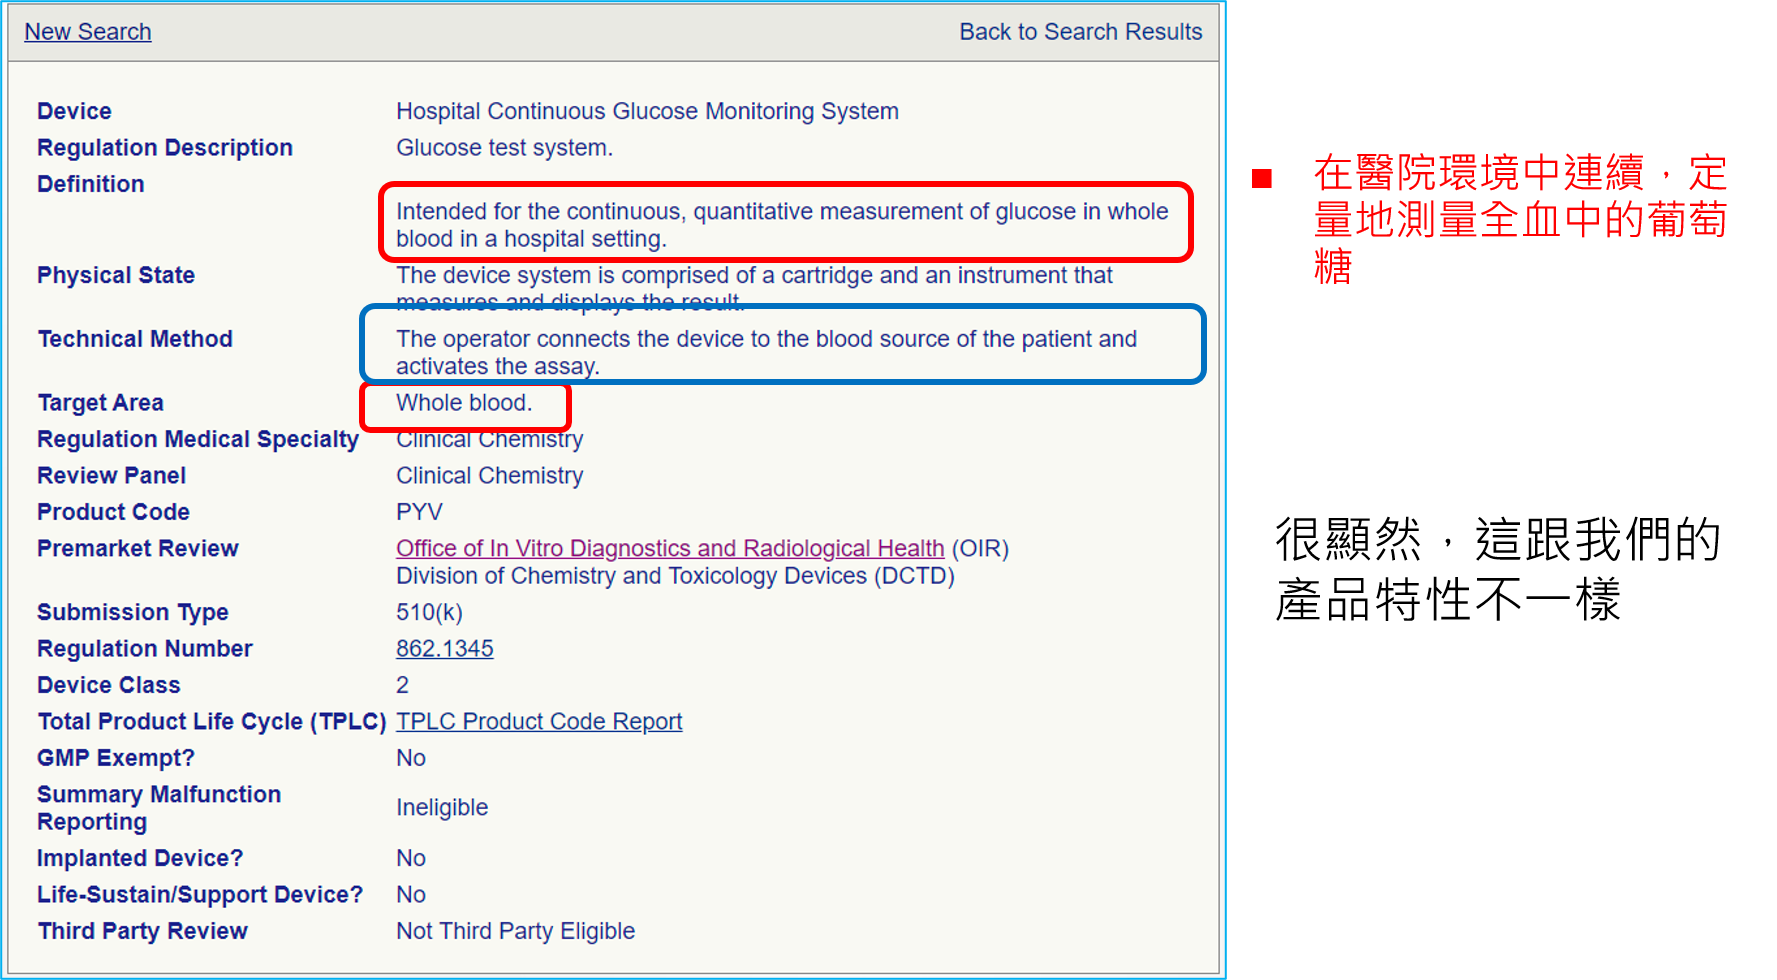 New Search
Back to Search Results
Device Hospital Continuous Glucose Monitoring System
Regulation Description Glucose test system.
Definition
Intended for the continuous, quantitative measurement of glucose in whole
blood in a hospital setting.
Physical State The device system is comprised of a cartridge and an instrument that
measures and displays the result.
Technical Method The operator connects the device to the blood source of the patient and
activates the assay.
Target Area Whole blood.
Regulation Medical Specialty Clinical Chemistry
Review Panel Clinical Chemistry
Product Code PYV
Premarket Review Office of In Vitro Diagnostics and Radiological Health (OIR)
Division of Chemistry and Toxicology Devices (DCTD)
Submission Type 510(k)
Regulation Number 862.1345
Device Class 2
Total Product Life Cycle (TPLC) TPLC Product Code Report
GMP Exempt? No
Summary Malfunction
Reporting Ineligible
Implanted Device? No
Life-Sustain/Support Device? No
Third Party Review Not Third Party Eligible
在醫院環境中連續，定
量地測量全血中的葡萄
糖
很顯然，這跟我們的
產品特性不一樣